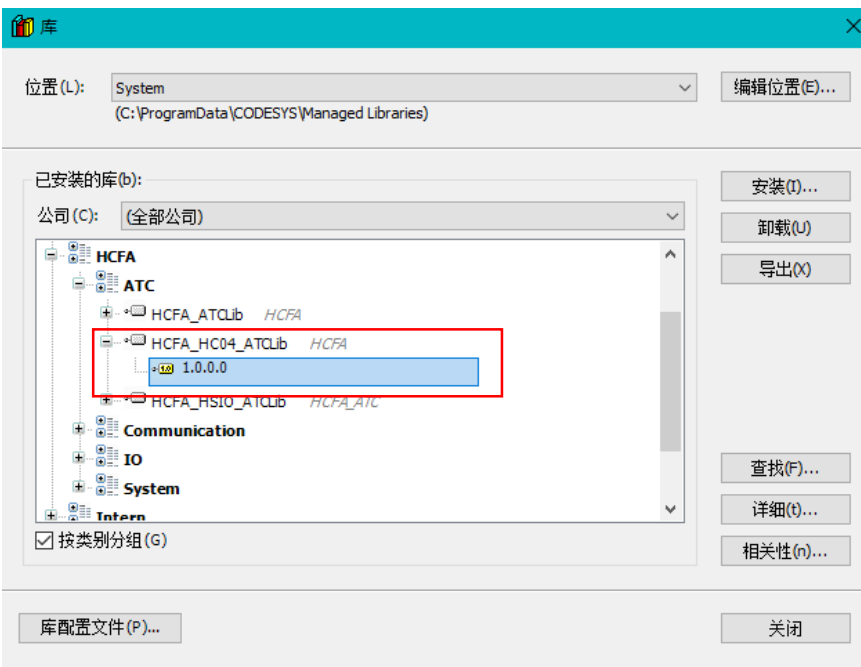 库
位置(L):
System
编辑位置(E)...
(C:\ProgramData\CODESYS\Managed Libraries)
已安装的库(b):
安装(I)...
公司(C):
(全部公司)
卸载(U)
HCFA
导出(X)
ATC
HCFA_ATCLib HCFA
HCFA_HC04_ATCLib HCFA
1.0.0.0
HCFA_HSIO_ATCLib HCFA_ATC
Communication
IO
查找(F)...
System
详细(t)...
Intern
按类别分组(G)
相关性(n)...
库配置文件(P)...
关闭